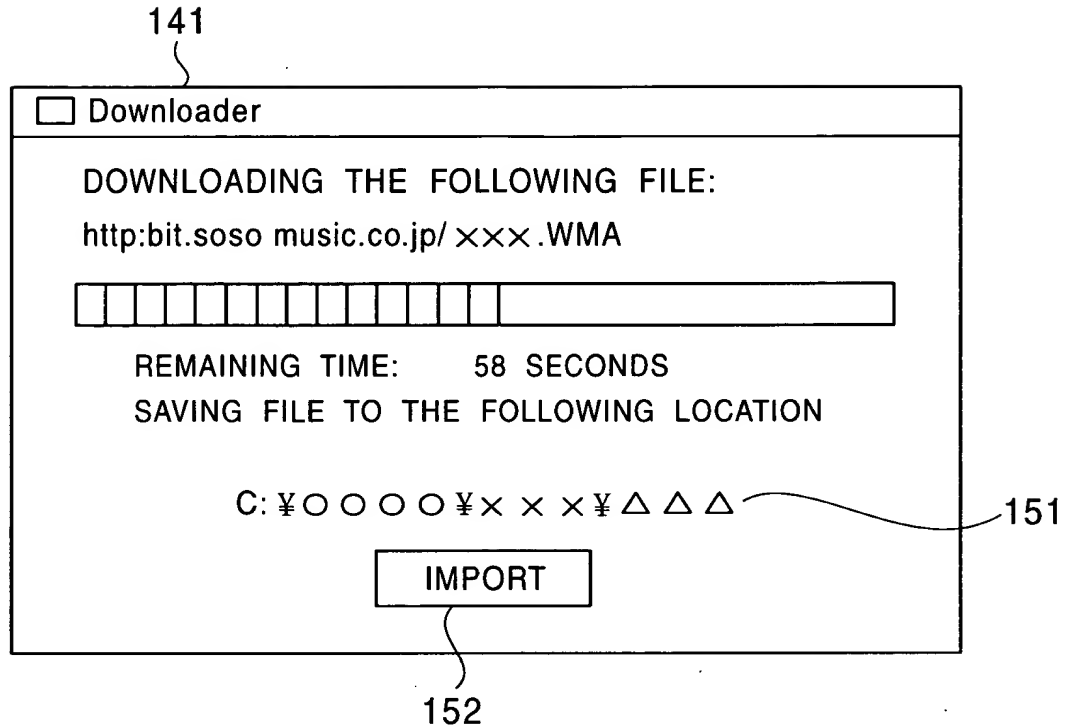 141
Downloader
DOWNLOADING THE FOLLOWING FILE:
http:bit.soso music.co.jp/ ×××.WMA
REMAINING TIME: 58 SECONDS
SAVING FILE TO THE FOLLOWING LOCATION
C:¥○○○○¥×××¥△△△
151
IMPORT
152